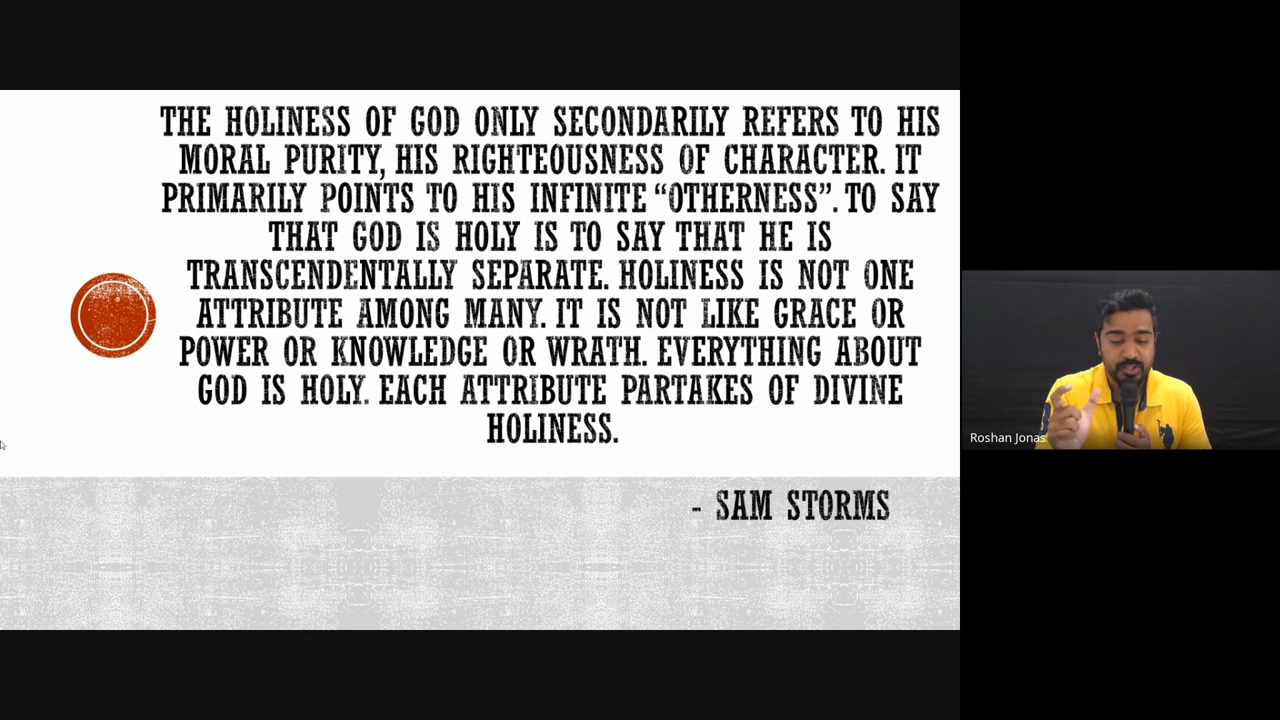 THE HOLINESS OF GOD ONLY SECONDARILY REFERS TO HIS
MORAL PURITY, HIS RIGHTEOUSNESS OF CHARACTER. IT
PRIMARILY POINTS TO HIS INFINITE “OTHERNESS”. TO SAY
THAT GOD IS HOLY IS TO SAY THAT HE IS
TRANSCENDENTALLY SEPARATE. HOLINESS IS NOT ONE
ATTRIBUTE AMONG MANY. IT IS NOT LIKE GRACE OR
POWER OR KNOWLEDGE OR WRATH. EVERYTHING ABOUT
GOD IS HOLY. EACH ATTRIBUTE PARTAKES OF DIVINE
HOLINESS.
- SAM STORMS
Roshan Jonas